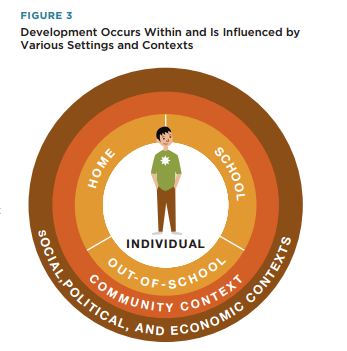 FIGURE 3
Development Occurs Within and Is Influenced by
Various Settings and Contexts
HOME
SCHOOL
INDIVIDUAL
OUT-OF-SCHOOL
COMMUNITY CONTEXT
SOCIAL, POLITICAL, AND ECONOMIC CONTEXTS